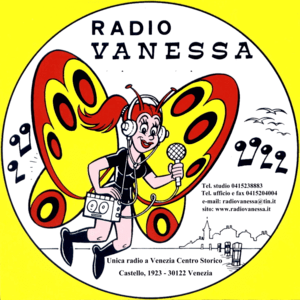 RADIO
VANESSA
Tel. studio 0415238883
Tel. ufficio e fax 0415204004
e-mail: radiovanessa@tin.it
sito: www.radiovanessa.it
Unica radio a Venezia Centro Storico
Castello, 1923 - 30122 Venezia